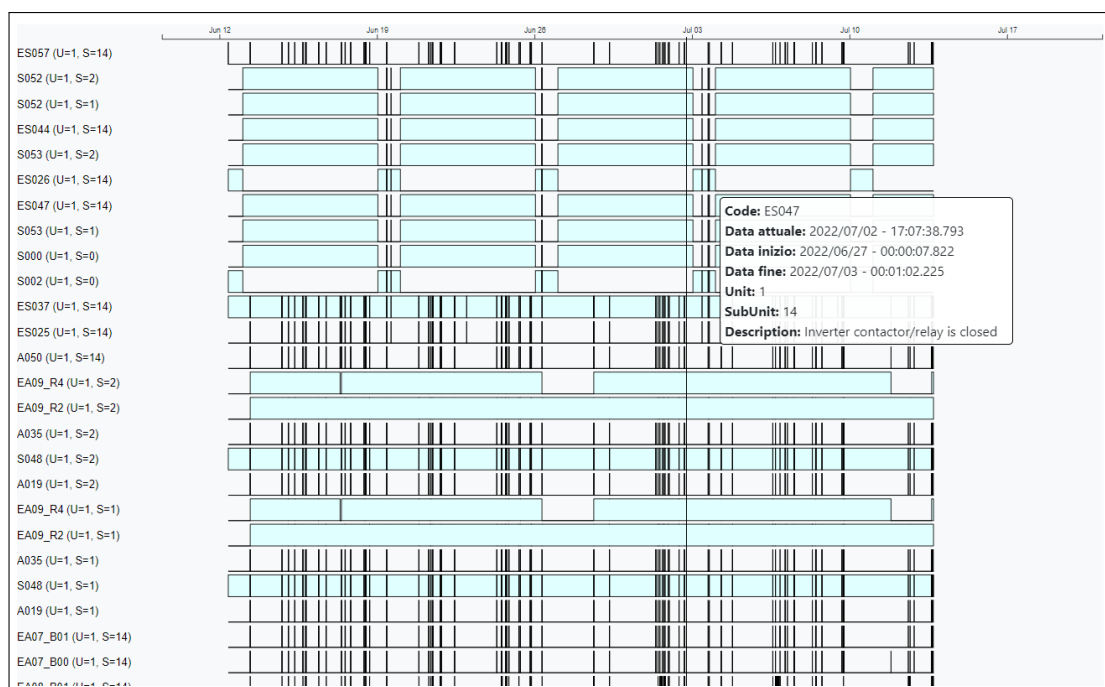 Jun 12 Jun 19 Jun 26 Jul 03 Jul 10 Jul 17
ES057 (U=1, S=14)
S052 (U=1, S=2)
S052 (U=1, S=1)
ES044 (U=1, S=14)
S053 (U=1, S=2)
ES026 (U=1, S=14)
ES047 (U=1, S=14)
S053 (U=1, S=1)
S000 (U=1, S=0)
S002 (U=1, S=0)
ES037 (U=1, S=14)
ES025 (U=1, S=14)
A050 (U=1, S=14)
EA09_R4 (U=1, S=2)
EA09_R2 (U=1, S=2)
A035 (U=1, S=2)
S048 (U=1, S=2)
A019 (U=1, S=2)
EA09_R4 (U=1, S=1)
EA09_R2 (U=1, S=1)
A035 (U=1, S=1)
S048 (U=1, S=1)
A019 (U=1, S=1)
EA07_B01 (U=1, S=14)
EA07_B00 (U=1, S=14)
EA08_B01 (U=1, S=14)
Code: ES047
Data attuale: 2022/07/02 - 17:07:38.793
Data inizio: 2022/06/27 - 00:00:07.822
Data fine: 2022/07/03 - 00:01:02.225
Unit: 1
SubUnit: 14
Description: Inverter contactor/relay is closed